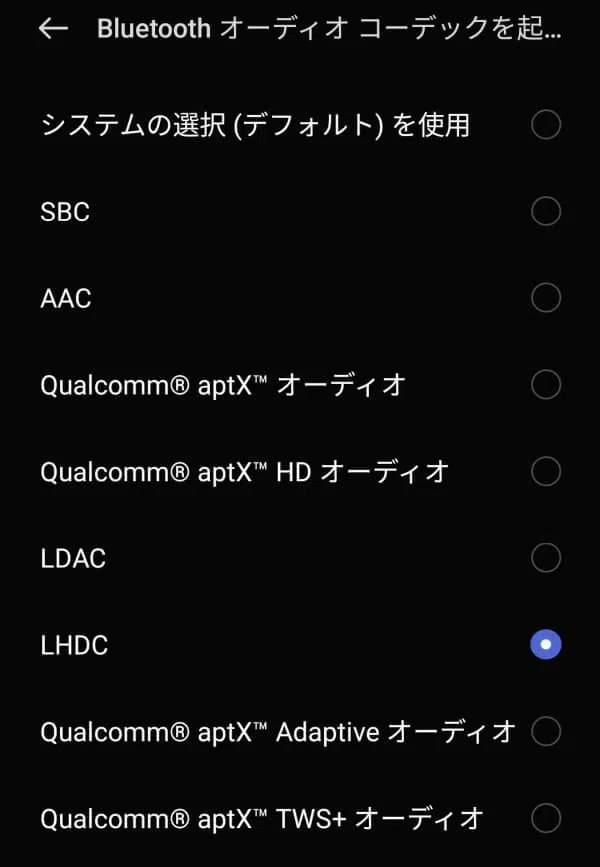 Bluetooth オーディオ コーデックを起...
システムの選択 (デフォルト) を使用
SBC
AAC
Qualcomm® aptX™ オーディオ
Qualcomm® aptX™ HD オーディオ
LDAC
LHDC
Qualcomm® aptX™ Adaptive オーディオ
Qualcomm® aptX™ TWS+ オーディオ